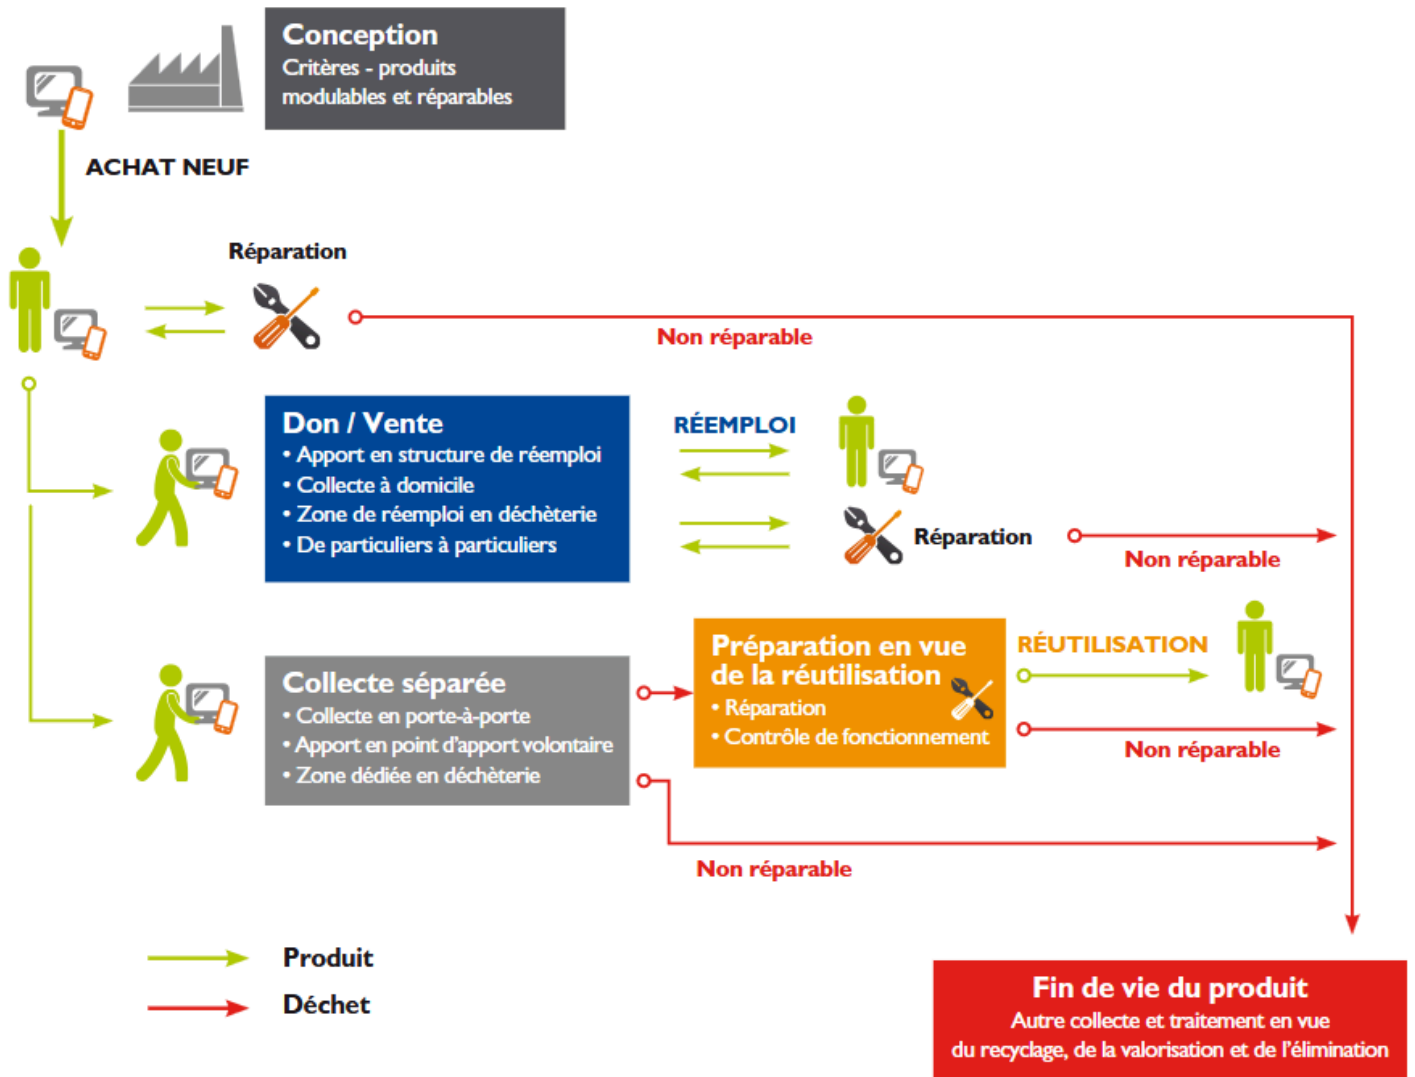 Conception
Critères - produits
modulables et réparables
ACHAT NEUF
Réparation
Non réparable
Don / Vente
• Apport en structure de réemploi
• Collecte à domicile
• Zone de réemploi en déchèterie
• De particuliers à particuliers
RÉEMPLOI
Réparation
Non réparable
Collecte séparée
• Collecte en porte-à-porte
• Apport en point d'apport volontaire
• Zone dédiée en déchèterie
Préparation en vue
de la réutilisation
• Réparation
• Contrôle de fonctionnement
RÉUTILISATION
Non réparable
Non réparable
Produit
Déchet
Fin de vie du produit
Autre collecte et traitement en vue
du recyclage, de la valorisation et de l'élimination